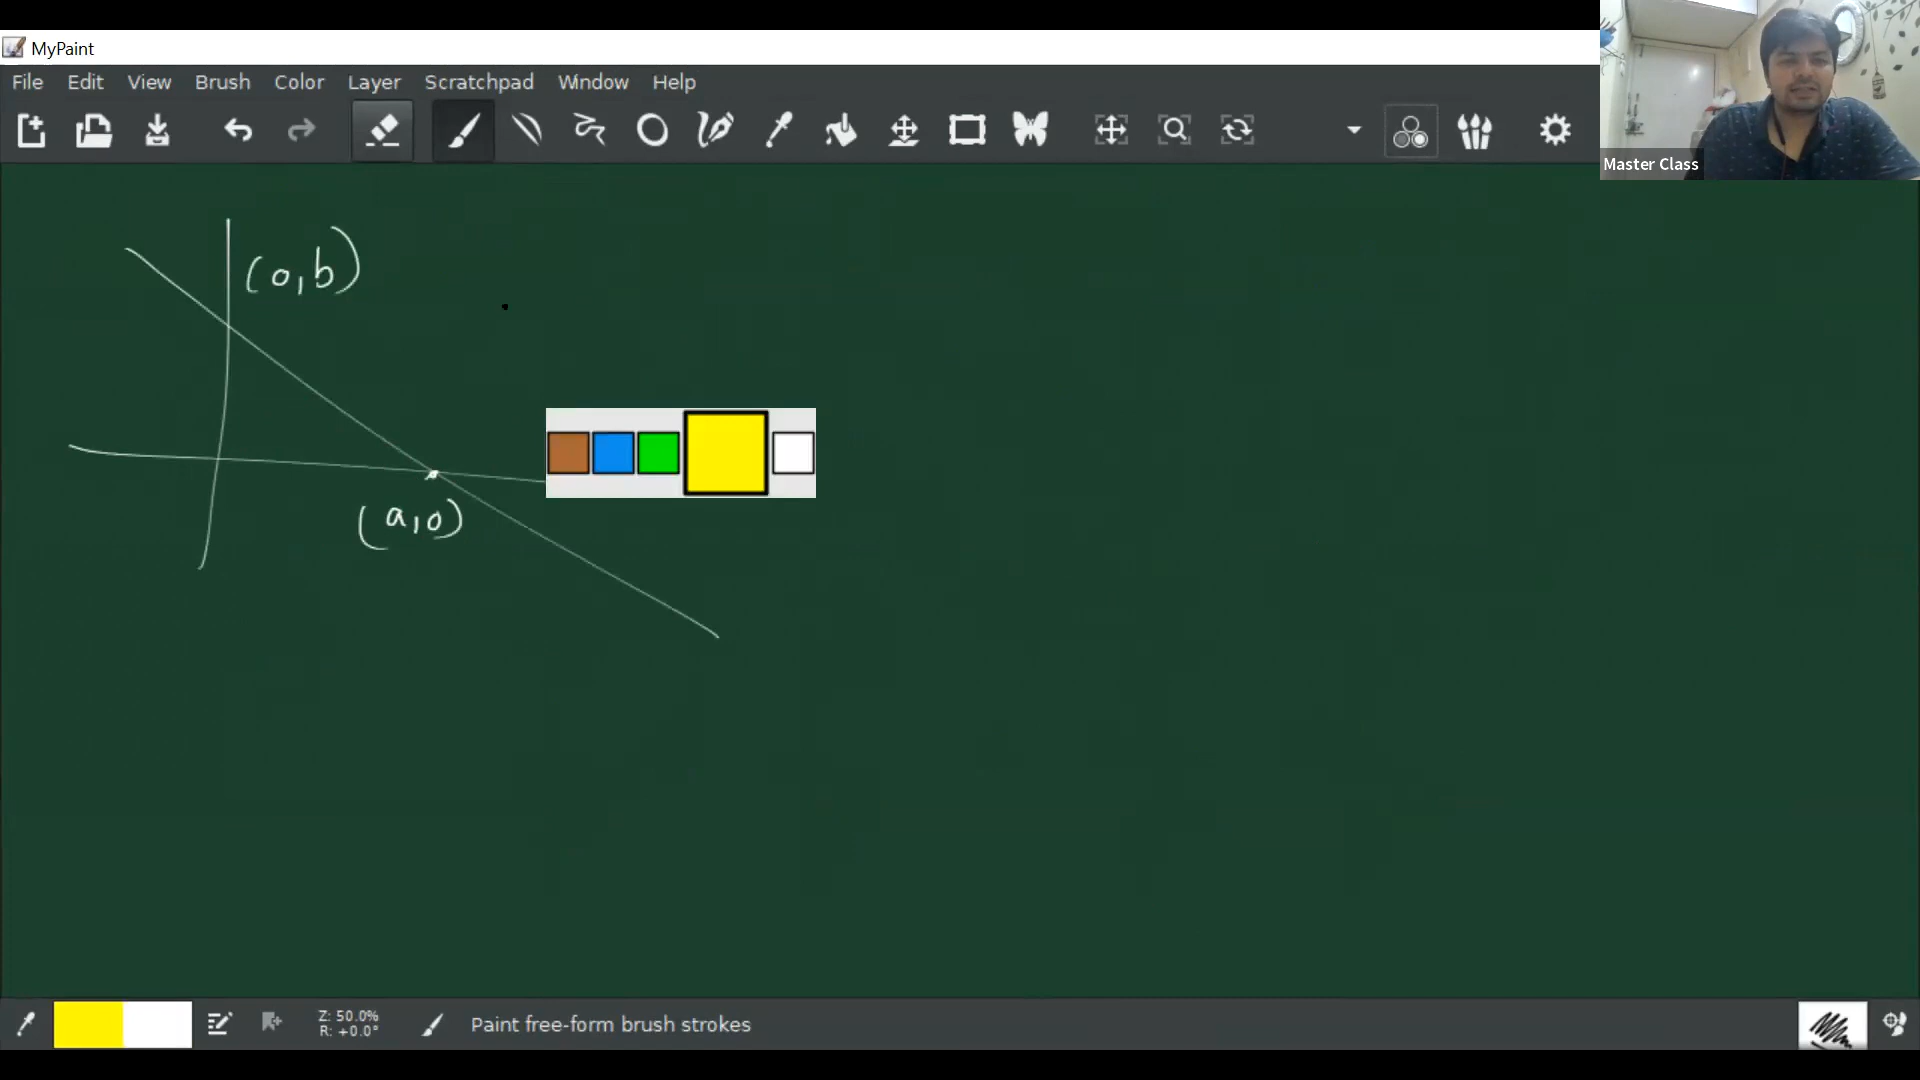 MyPaint
File Edit View Brush Color Layer Scratchpad Window Help
Master Class
(0,b)
(a,0)
Z: 50.0%
R: +0.0°
Paint free-form brush strokes